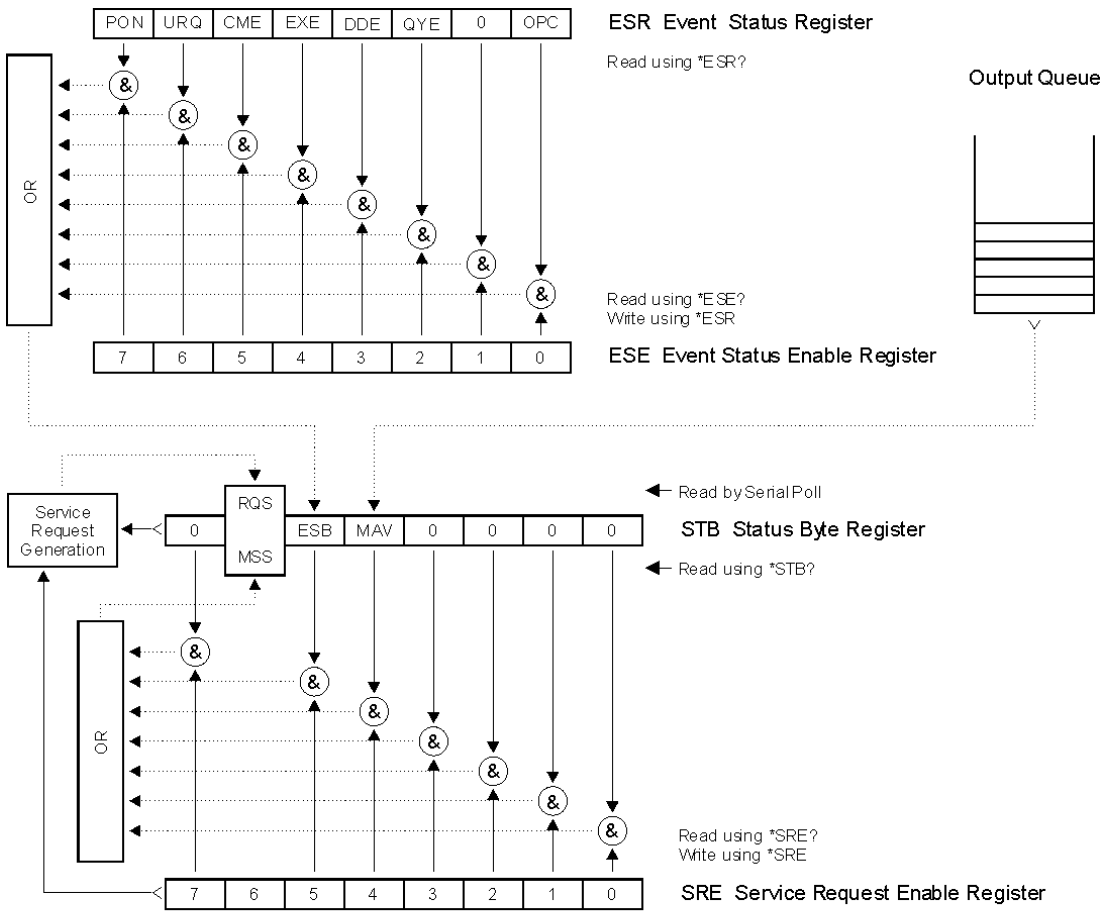 PON URQ CME EXE DDE QYE 0 OPC
ESR Event Status Register
Read using *ESR?
Output Queue
&
&
&
&
&
&
&
&
OR
Read using *ESE?
Write using *ESR
7 6 5 4 3 2 1 0
ESE Event Status Enable Register
Service
Request
Generation
RQS
MSS
Read by Serial Poll
0 ESB MAV 0 0 0 0
STB Status Byte Register
Read using *STB?
&
&
&
&
&
&
&
OR
Read using *SRE?
Write using *SRE
7 6 5 4 3 2 1 0
SRE Service Request Enable Register